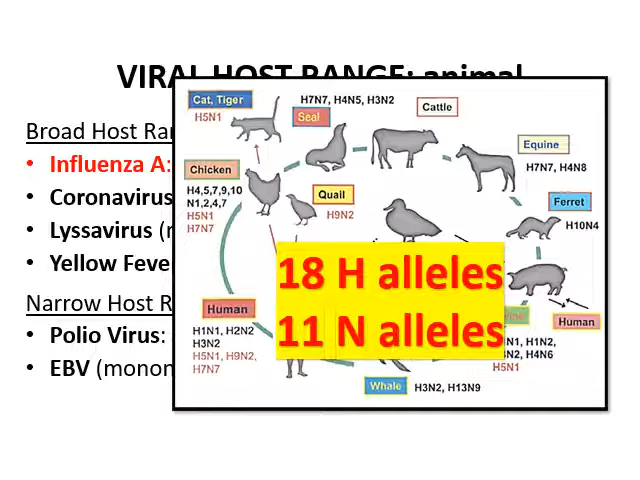 VIRAL HOST RANGE: animal
Broad Host Ran
• Influenza A:
• Coronavirus
• Lyssavirus (r
• Yellow Feve
Narrow Host R
• Polio Virus:
• EBV (monon
Cat, Tiger
H5N1
Seal
H7N7, H4N5, H3N2
Cattle
Equine
H7N7, H4N8
Chicken
H4,5,7,9,10
N1,2,4,7
H5N1
H7N7
Quail
H9N2
Ferret
H10N4
18 H alleles
11 N alleles
Human
H1N1, H2N2
H3N2
H5N1, H9N2,
H7N7
Human
ine
N1, H1N2,
N2, H4N6
H5N1
Whale
H3N2, H13N9